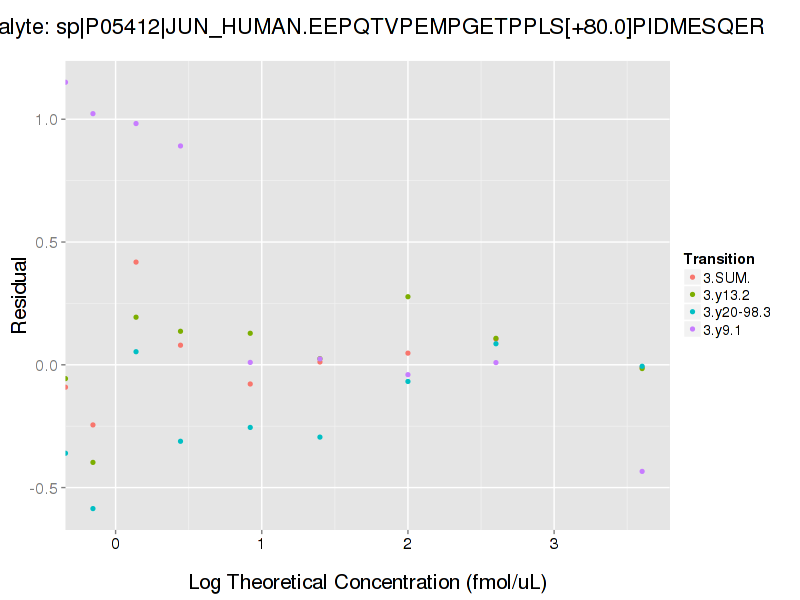 alyte: sp|P05412|JUN_HUMAN.EEPQTVPEMPGETPPLS[+80.0]PIDMESQER
1.0
0.5
0.0
-0.5
Residual
0
1
2
3
Log Theoretical Concentration (fmol/uL)
Transition
3.SUM.
3.y13.2
3.y20-98.3
3.y9.1